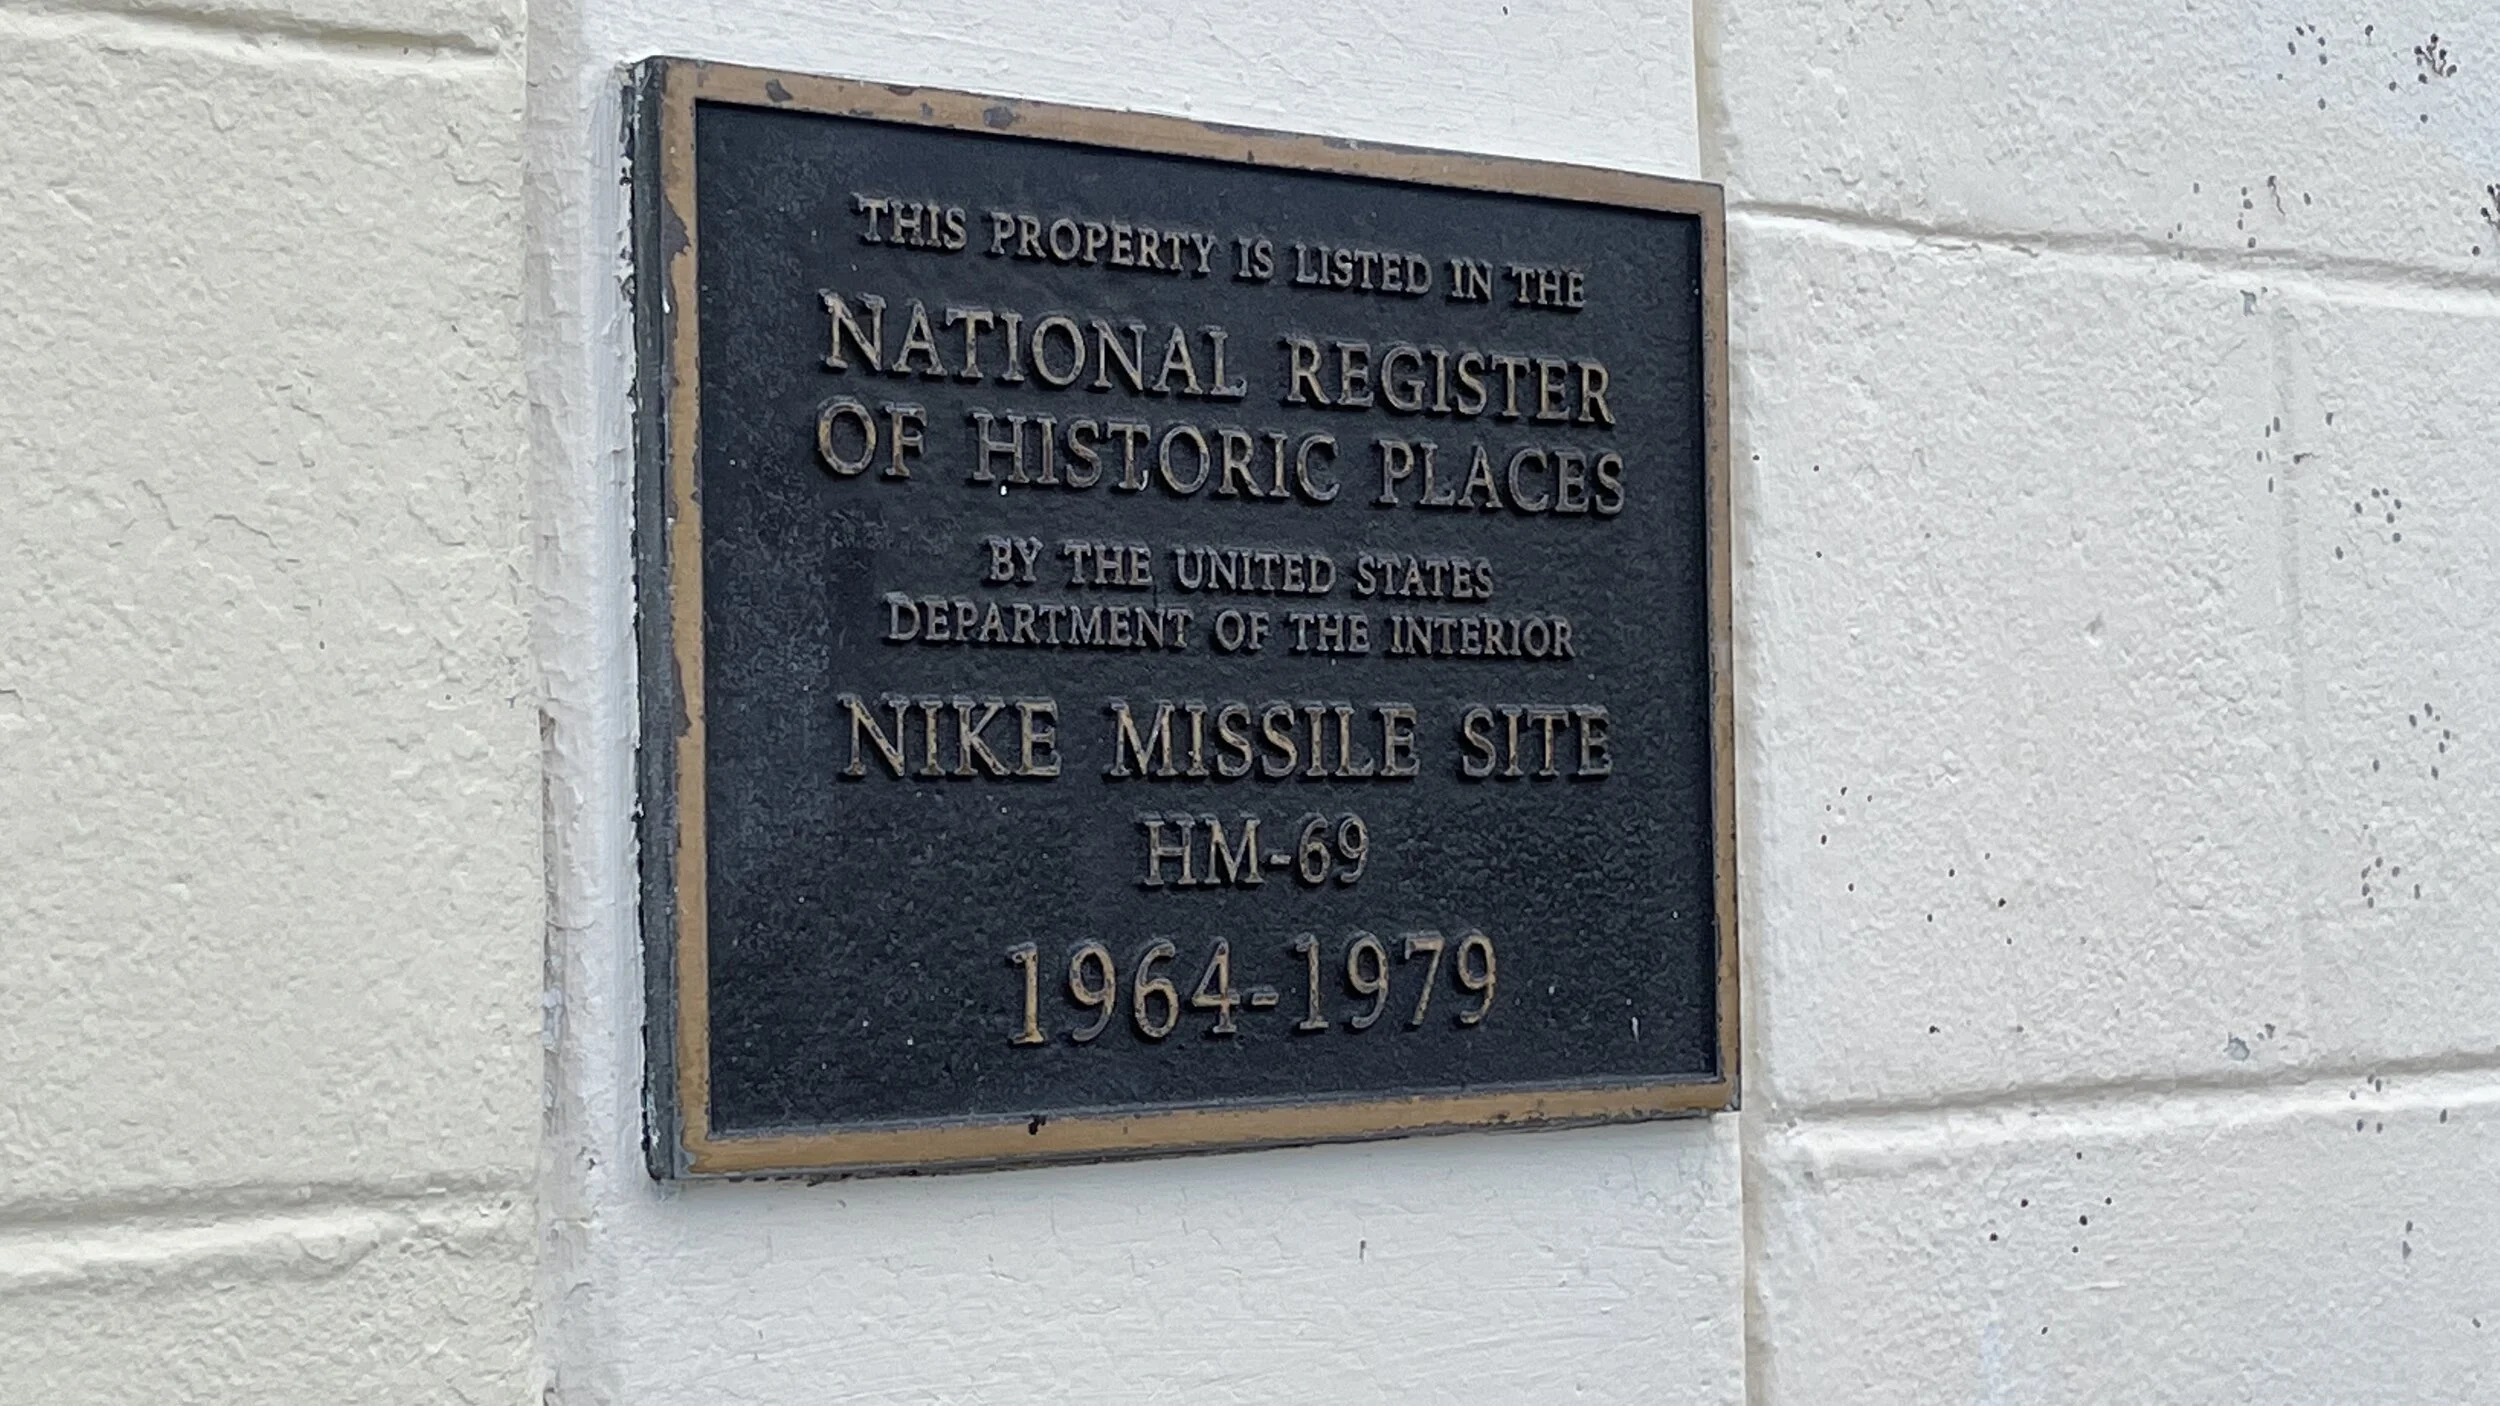 THIS PROPERTY IS LISTED IN THE
NATIONAL REGISTER
OF HISTORIC PLACES
BY THE UNITED STATES
DEPARTMENT OF THE INTERIOR
NIKE MISSILE SITE
HM-69
1964-1979